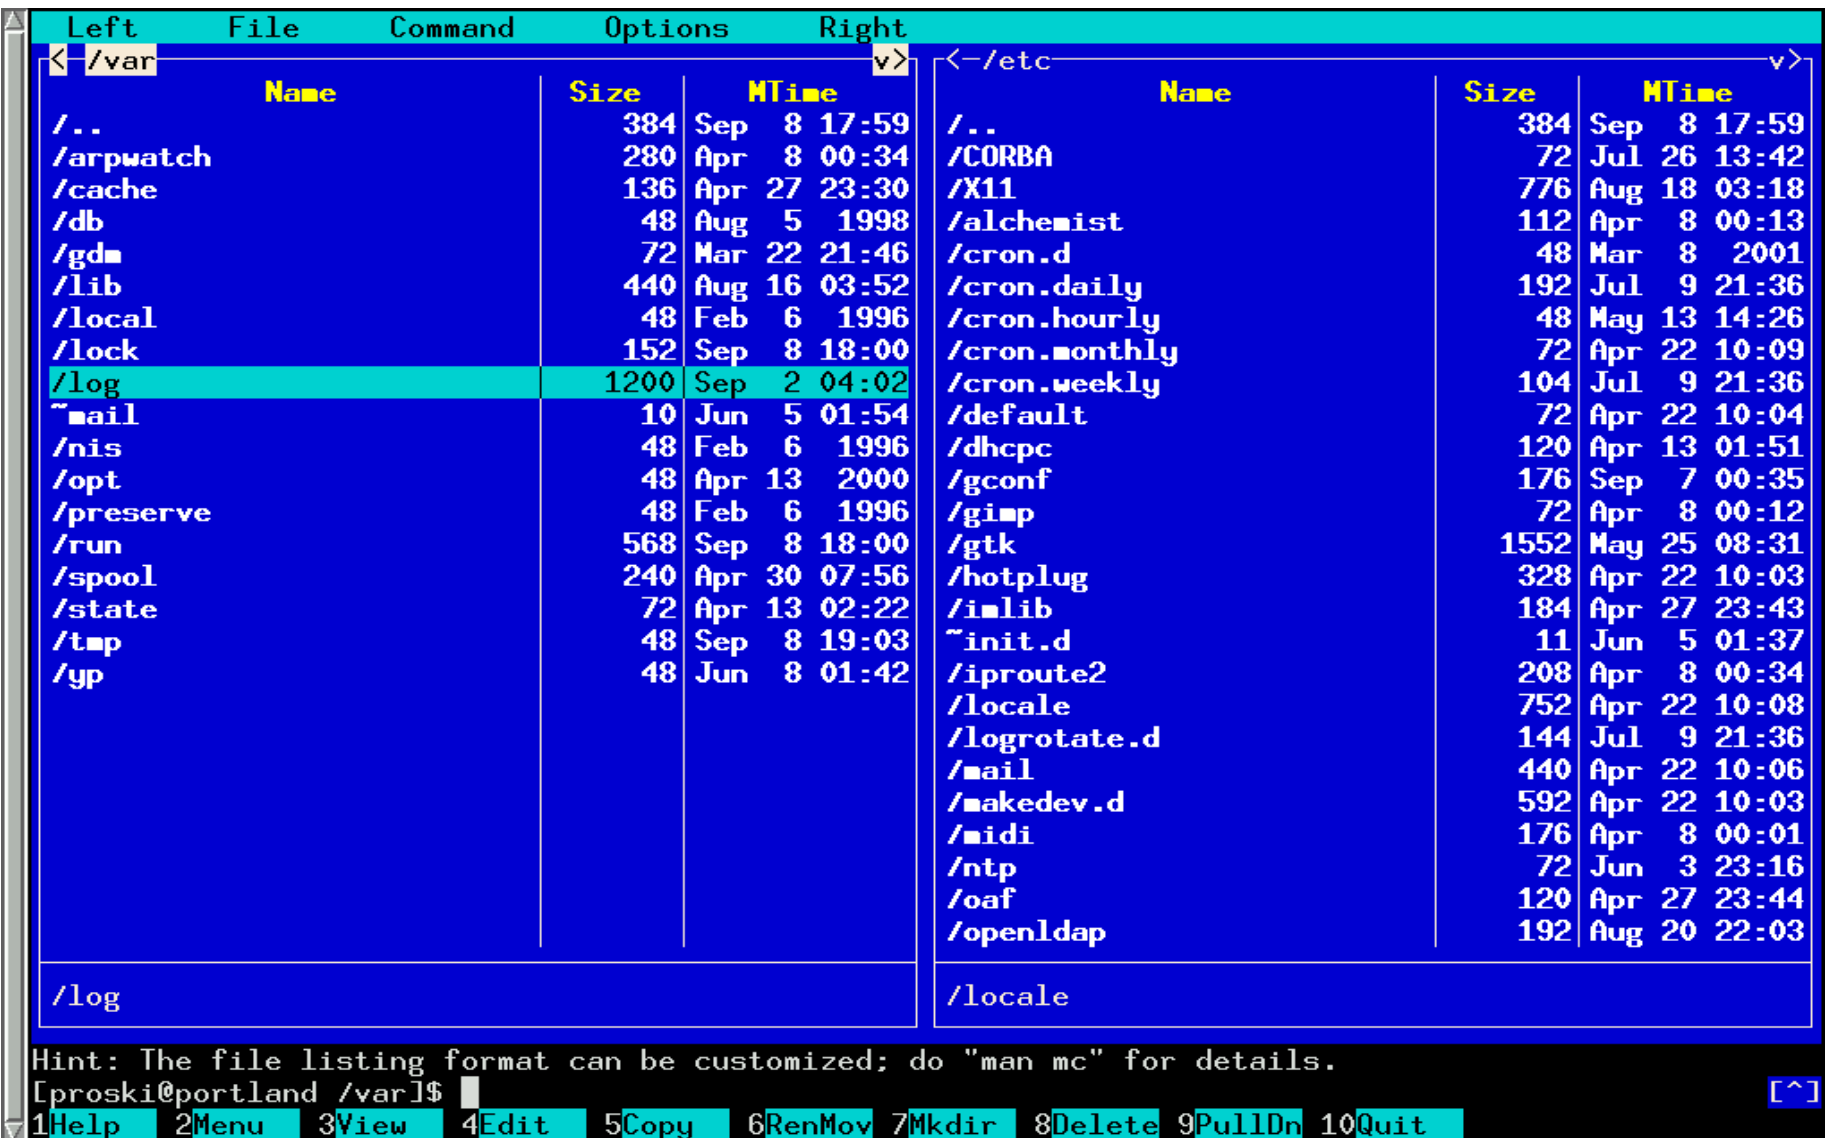 Left File Command Options Right
< /var v>
Name Size MTime
/.. 384 Sep 8 17:59
/arpwatch 280 Apr 8 00:34
/cache 136 Apr 27 23:30
/db 48 Aug 5 1998
/gdm 72 Mar 22 21:46
/lib 440 Aug 16 03:52
/local 48 Feb 6 1996
/lock 152 Sep 8 18:00
/log 1200 Sep 2 04:02
~mail 10 Jun 5 01:54
/nis 48 Feb 6 1996
/opt 48 Apr 13 2000
/preserve 48 Feb 6 1996
/run 568 Sep 8 18:00
/spool 240 Apr 30 07:56
/state 72 Apr 13 02:22
/tmp 48 Sep 8 19:03
/yp 48 Jun 8 01:42
/log
<-/etc v>
Name Size MTime
/.. 384 Sep 8 17:59
/CORBA 72 Jul 26 13:42
/X11 776 Aug 18 03:18
/alchemist 112 Apr 8 00:13
/cron.d 48 Mar 8 2001
/cron.daily 192 Jul 9 21:36
/cron.hourly 48 May 13 14:26
/cron.monthly 72 Apr 22 10:09
/cron.weekly 104 Jul 9 21:36
/default 72 Apr 22 10:04
/dhcpc 120 Apr 13 01:51
/gconf 176 Sep 7 00:35
/gimp 72 Apr 8 00:12
/gtk 1552 May 25 08:31
/hotplug 328 Apr 22 10:03
/imlib 184 Apr 27 23:43
~init.d 11 Jun 5 01:37
/iproute2 208 Apr 8 00:34
/locale 752 Apr 22 10:08
/logrotate.d 144 Jul 9 21:36
/mail 440 Apr 22 10:06
/makedev.d 592 Apr 22 10:03
/midi 176 Apr 8 00:01
/ntp 72 Jun 3 23:16
/oaf 120 Apr 27 23:44
/openldap 192 Aug 20 22:03
/locale
Hint: The file listing format can be customized; do "man mc" for details.
[proski@portland /var]$ [^]
1Help 2Menu 3View 4Edit 5Copy 6RenMov 7Mkdir 8Delete 9PullDn 10Quit